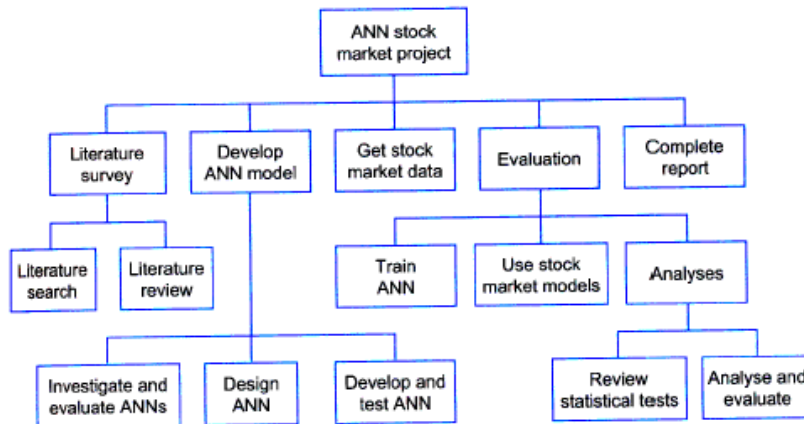 ANN stock
market project
Literature
survey
Develop
ANN model
Get stock
market data
Evaluation
Complete
report
Literature
search
Literature
review
Train
ANN
Use stock
market models
Analyses
Investigate and
evaluate ANNs
Design
ANN
Develop and
test ANN
Review
statistical tests
Analyse and
evaluate